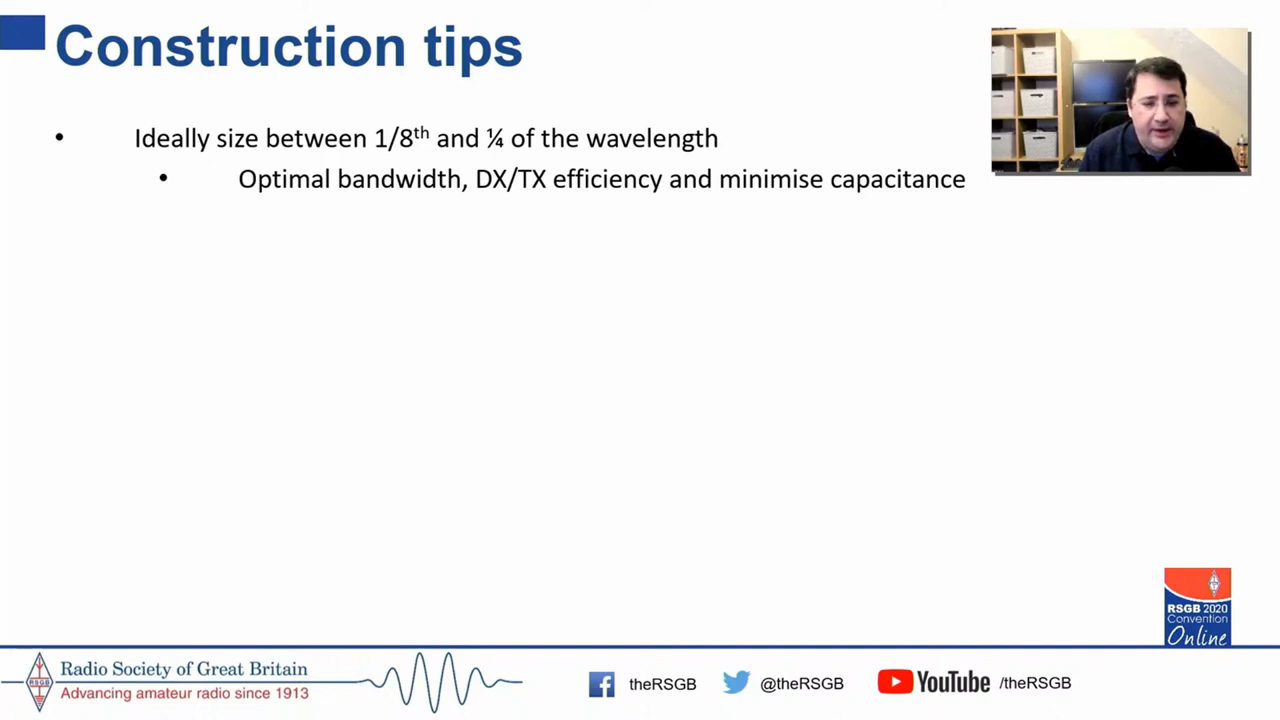 Construction tips
• Ideally size between 1/8th and ¼ of the wavelength
• Optimal bandwidth, DX/TX efficiency and minimise capacitance
RSGB 2020
Convention
Online
RSGB
Radio Society of Great Britain
Advancing amateur radio since 1913
theRSGB
@theRSGB
YouTube /theRSGB